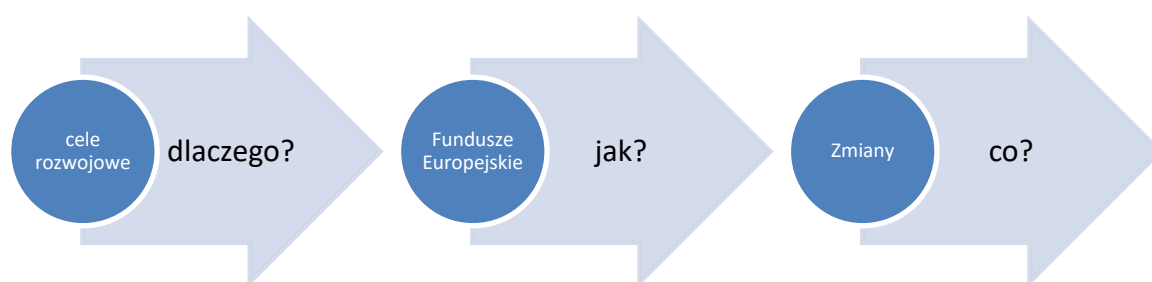 cele
rozwojowe
dlaczego?
Fundusze
Europejskie
jak?
Zmiany
co?